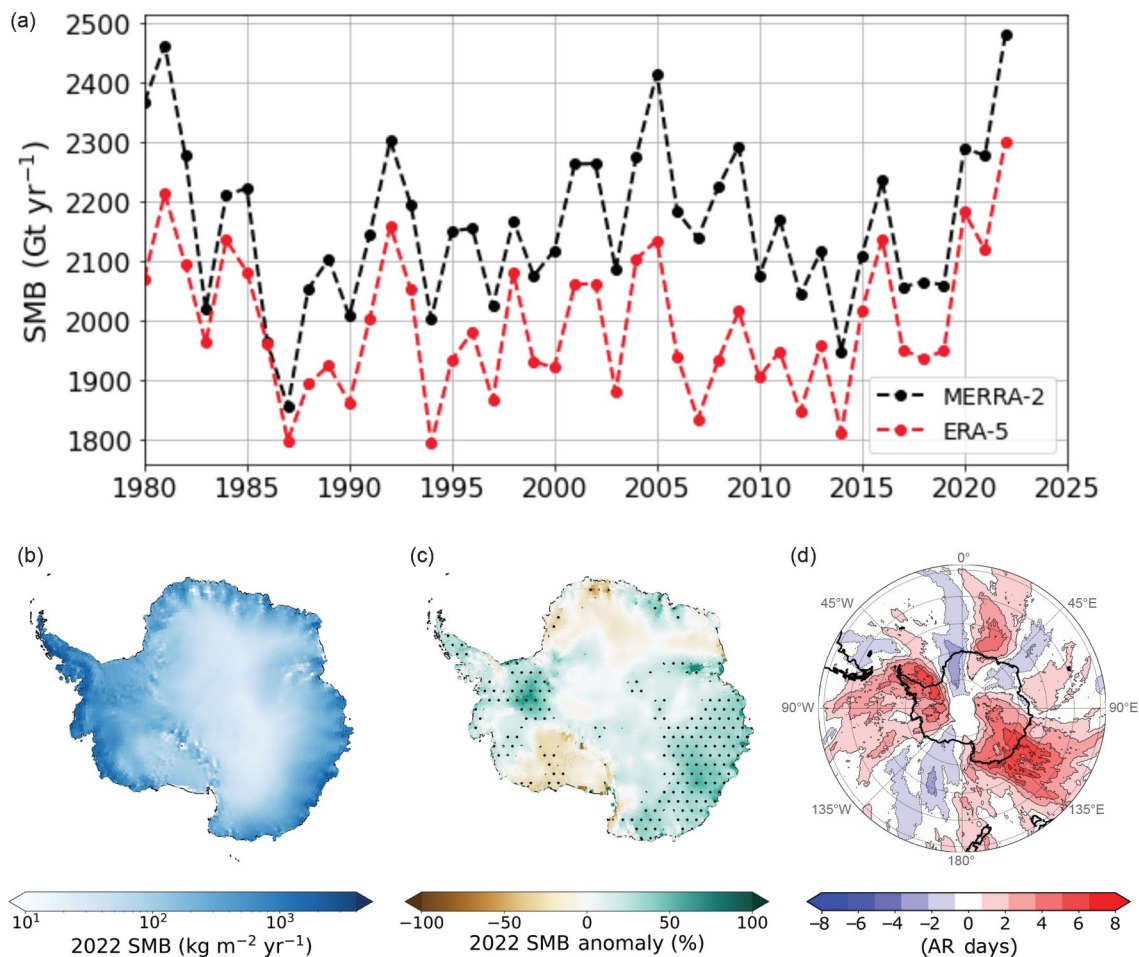 (a)
2500
2400
2300
2200
2100
2000
1900
1800
SMB (Gt yr⁻¹)
MERRA-2
ERA-5
1980 1985 1990 1995 2000 2005 2010 2015 2020 2025
(b) (c) (d)
0°
45°W 45°E
90°W 90°E
135°W 135°E
180°
10¹ 10² 10³
2022 SMB (kg m⁻² yr⁻¹)
−100 −50 0 50 100
2022 SMB anomaly (%)
−8 −6 −4 −2 0 2 4 6 8
(AR days)